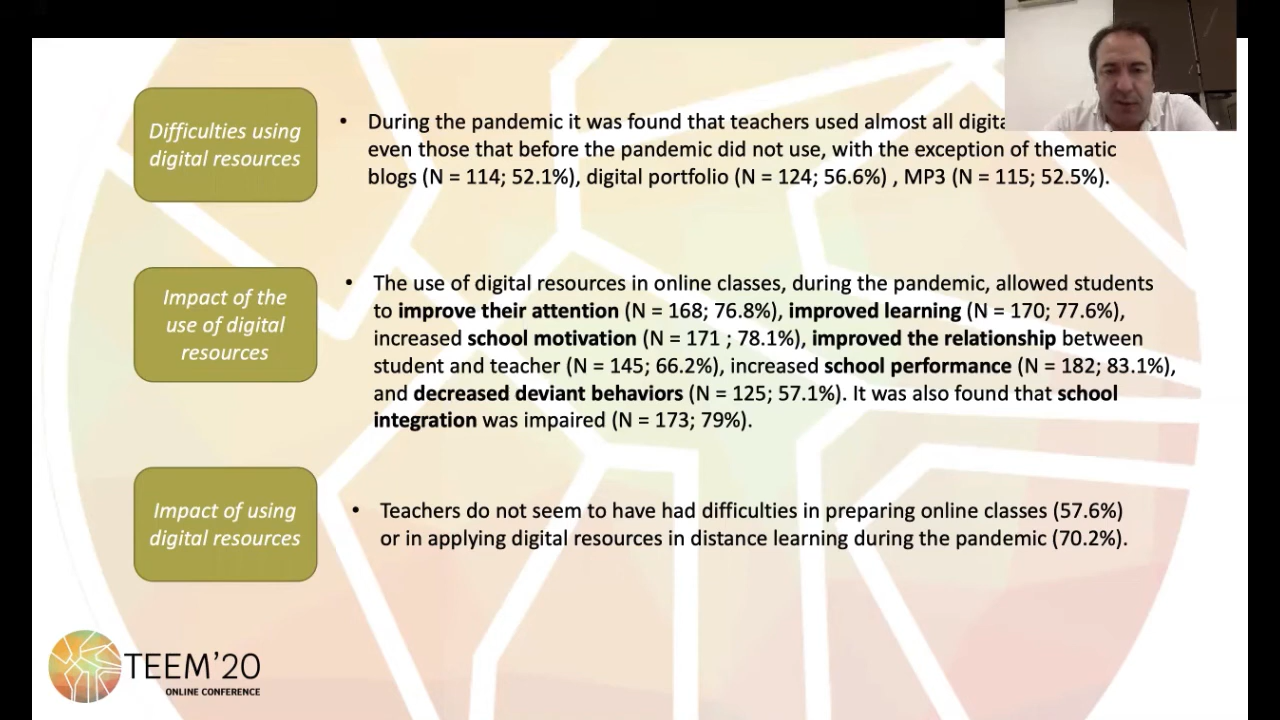 Difficulties using
digital resources
• During the pandemic it was found that teachers used almost all
even those that before the pandemic did not use, with the exception of thematic
blogs (N = 114; 52.1%), digital portfolio (N = 124; 56.6%) , MP3 (N = 115; 52.5%).
Impact of the
use of digital
resources
• The use of digital resources in online classes, during the pandemic, allowed students
to improve their attention (N = 168; 76.8%), improved learning (N = 170; 77.6%),
increased school motivation (N = 171 ; 78.1%), improved the relationship between
student and teacher (N = 145; 66.2%), increased school performance (N = 182; 83.1%),
and decreased deviant behaviors (N = 125; 57.1%). It was also found that school
integration was impaired (N = 173; 79%).
Impact of using
digital resources
• Teachers do not seem to have had difficulties in preparing online classes (57.6%)
or in applying digital resources in distance learning during the pandemic (70.2%).
TEEM'20
ONLINE CONFERENCE